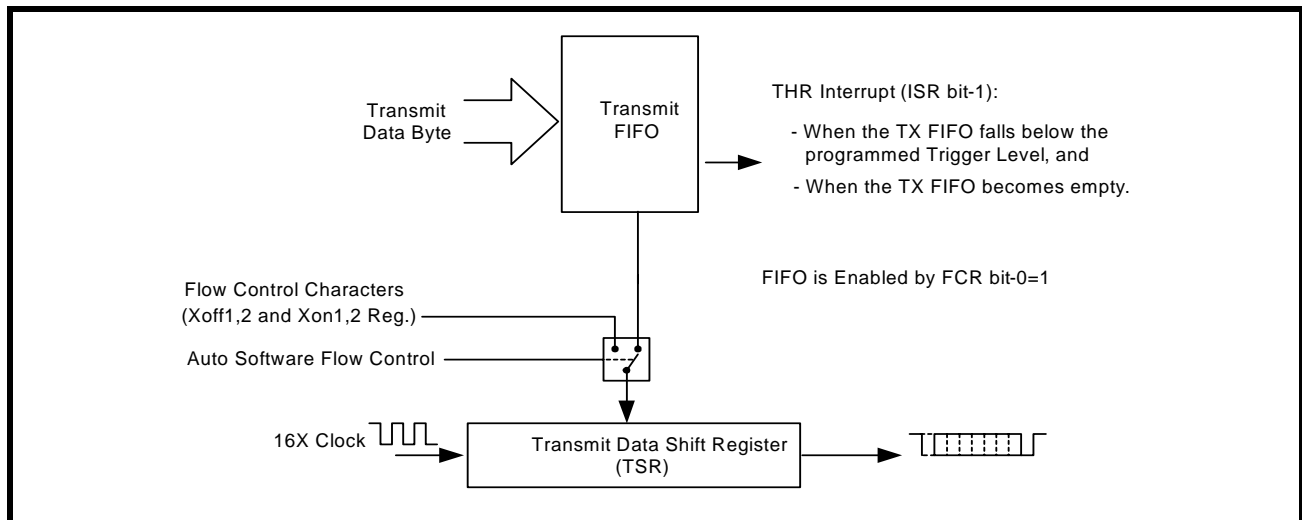 Transmit
Data Byte
Transmit
FIFO
THR Interrupt (ISR bit-1):
- When the TX FIFO falls below the
programmed Trigger Level, and
- When the TX FIFO becomes empty.
FIFO is Enabled by FCR bit-0=1
Flow Control Characters
(Xoff1,2 and Xon1,2 Reg.)
Auto Software Flow Control
16X Clock
Transmit Data Shift Register
(TSR)